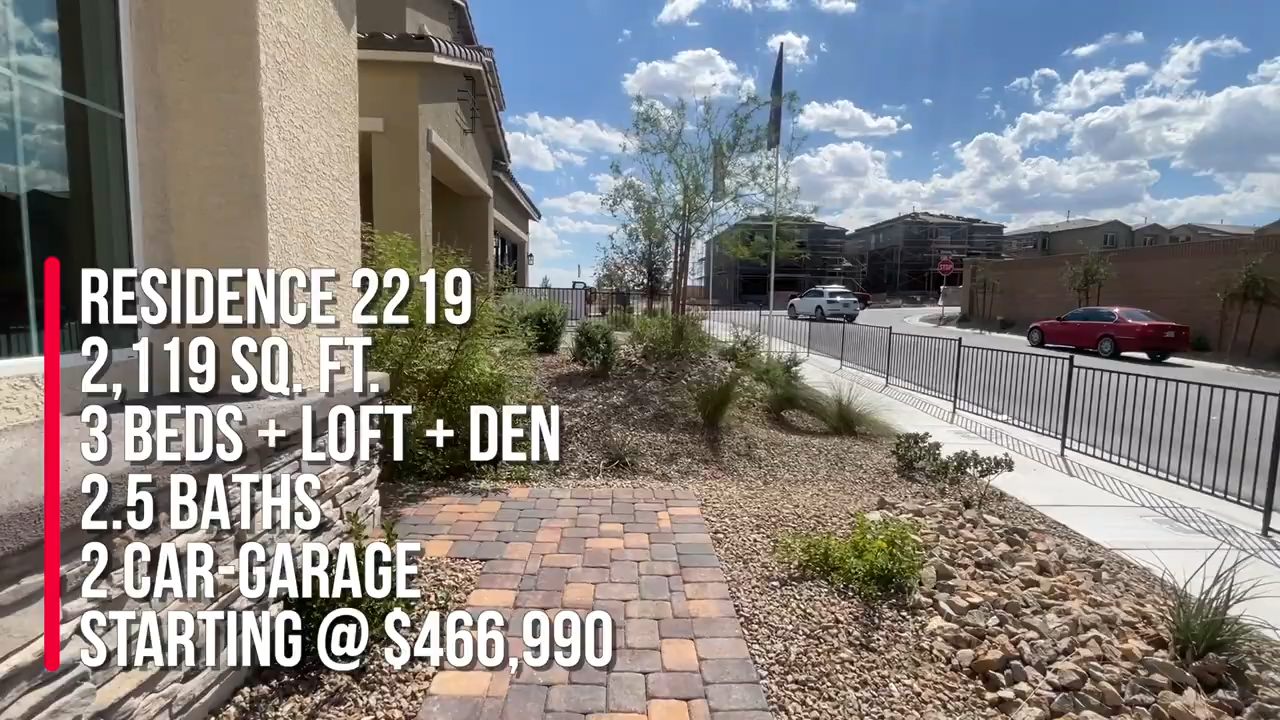 RESIDENCE 2219
2,119 SQ. FT.
3 BEDS + LOFT + DEN
2.5 BATHS
2 CAR-GARAGE
STARTING @ $466,990
STOP